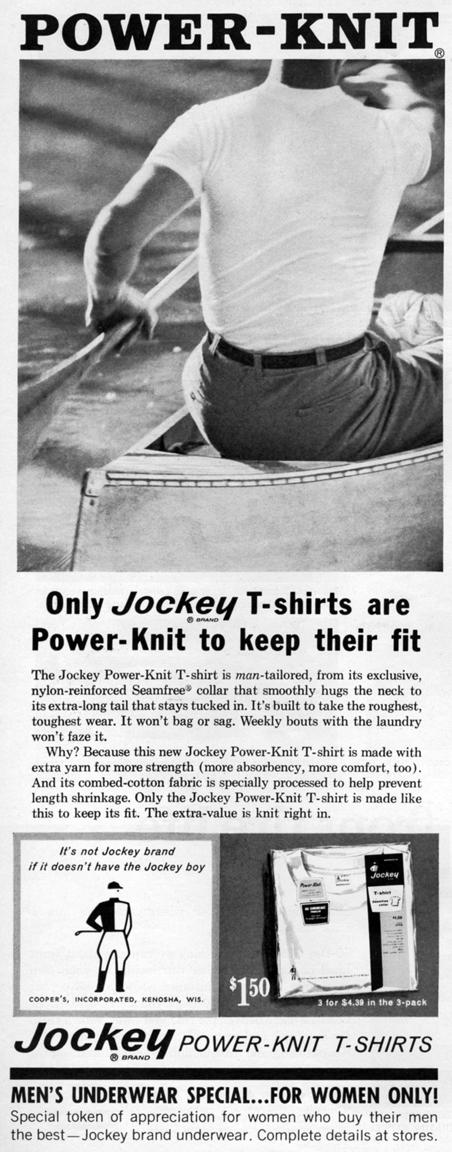 POWER-KNIT®
Only Jockey T-shirts are
® BRAND
Power-Knit to keep their fit
The Jockey Power-Knit T-shirt is man-tailored, from its exclusive,
nylon-reinforced Seamfree® collar that smoothly hugs the neck to
its extra-long tail that stays tucked in. It's built to take the roughest,
toughest wear. It won't bag or sag. Weekly bouts with the laundry
won't faze it.
Why? Because this new Jockey Power-Knit T-shirt is made with
extra yarn for more strength (more absorbency, more comfort, too).
And its combed-cotton fabric is specially processed to help prevent
length shrinkage. Only the Jockey Power-Knit T-shirt is made like
this to keep its fit. The extra-value is knit right in.
It's not Jockey brand
if it doesn't have the Jockey boy
COOPER'S, INCORPORATED, KENOSHA, WIS.
Power-Knit
Jockey
T-shirt
$1.50
3 for $4.39 in the 3-pack
Jockey POWER-KNIT T-SHIRTS
® BRAND
MEN'S UNDERWEAR SPECIAL...FOR WOMEN ONLY!
Special token of appreciation for women who buy their men
the best—Jockey brand underwear. Complete details at stores.